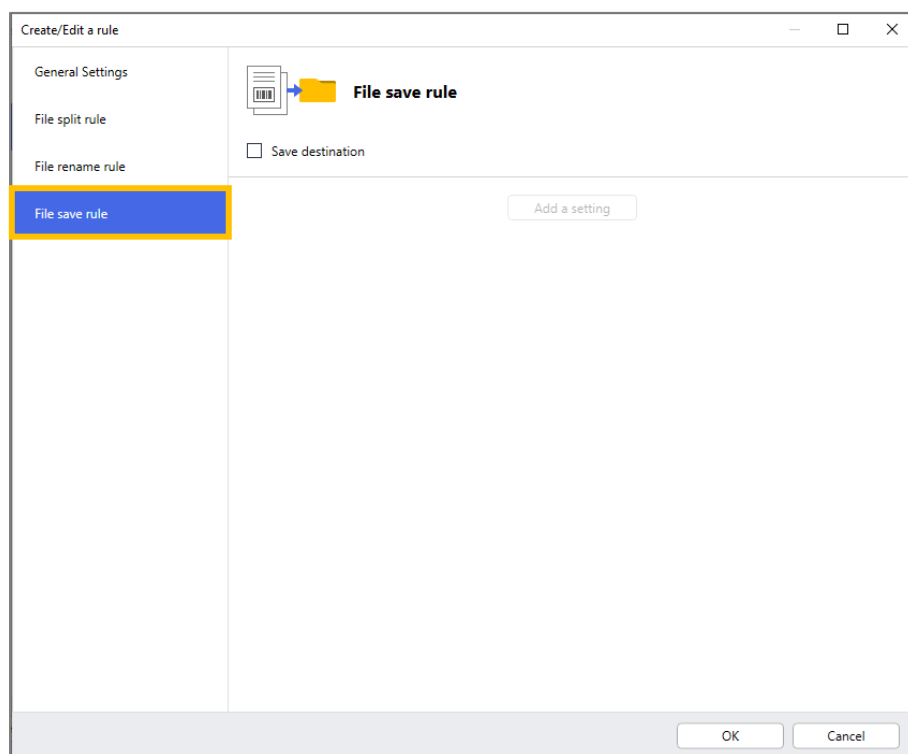 Create/Edit a rule
General Settings
File split rule
File rename rule
File save rule
File save rule
Save destination
Add a setting
OK
Cancel